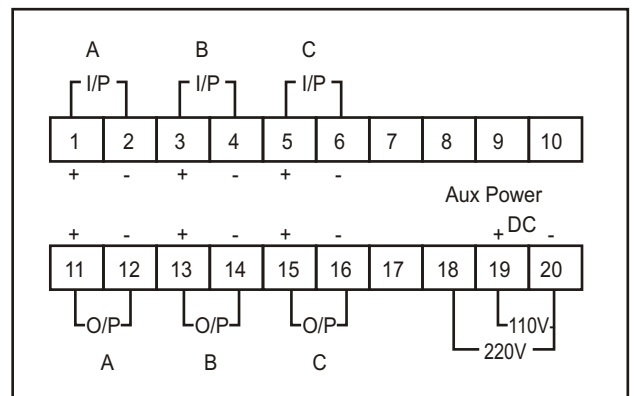 A B C
I/P I/P I/P
1 2 3 4 5 6 7 8 9 10
+ - + - + -
Aux Power
+ - + - + - + DC -
11 12 13 14 15 16 17 18 19 20
O/P O/P O/P 110V
220V
A B C